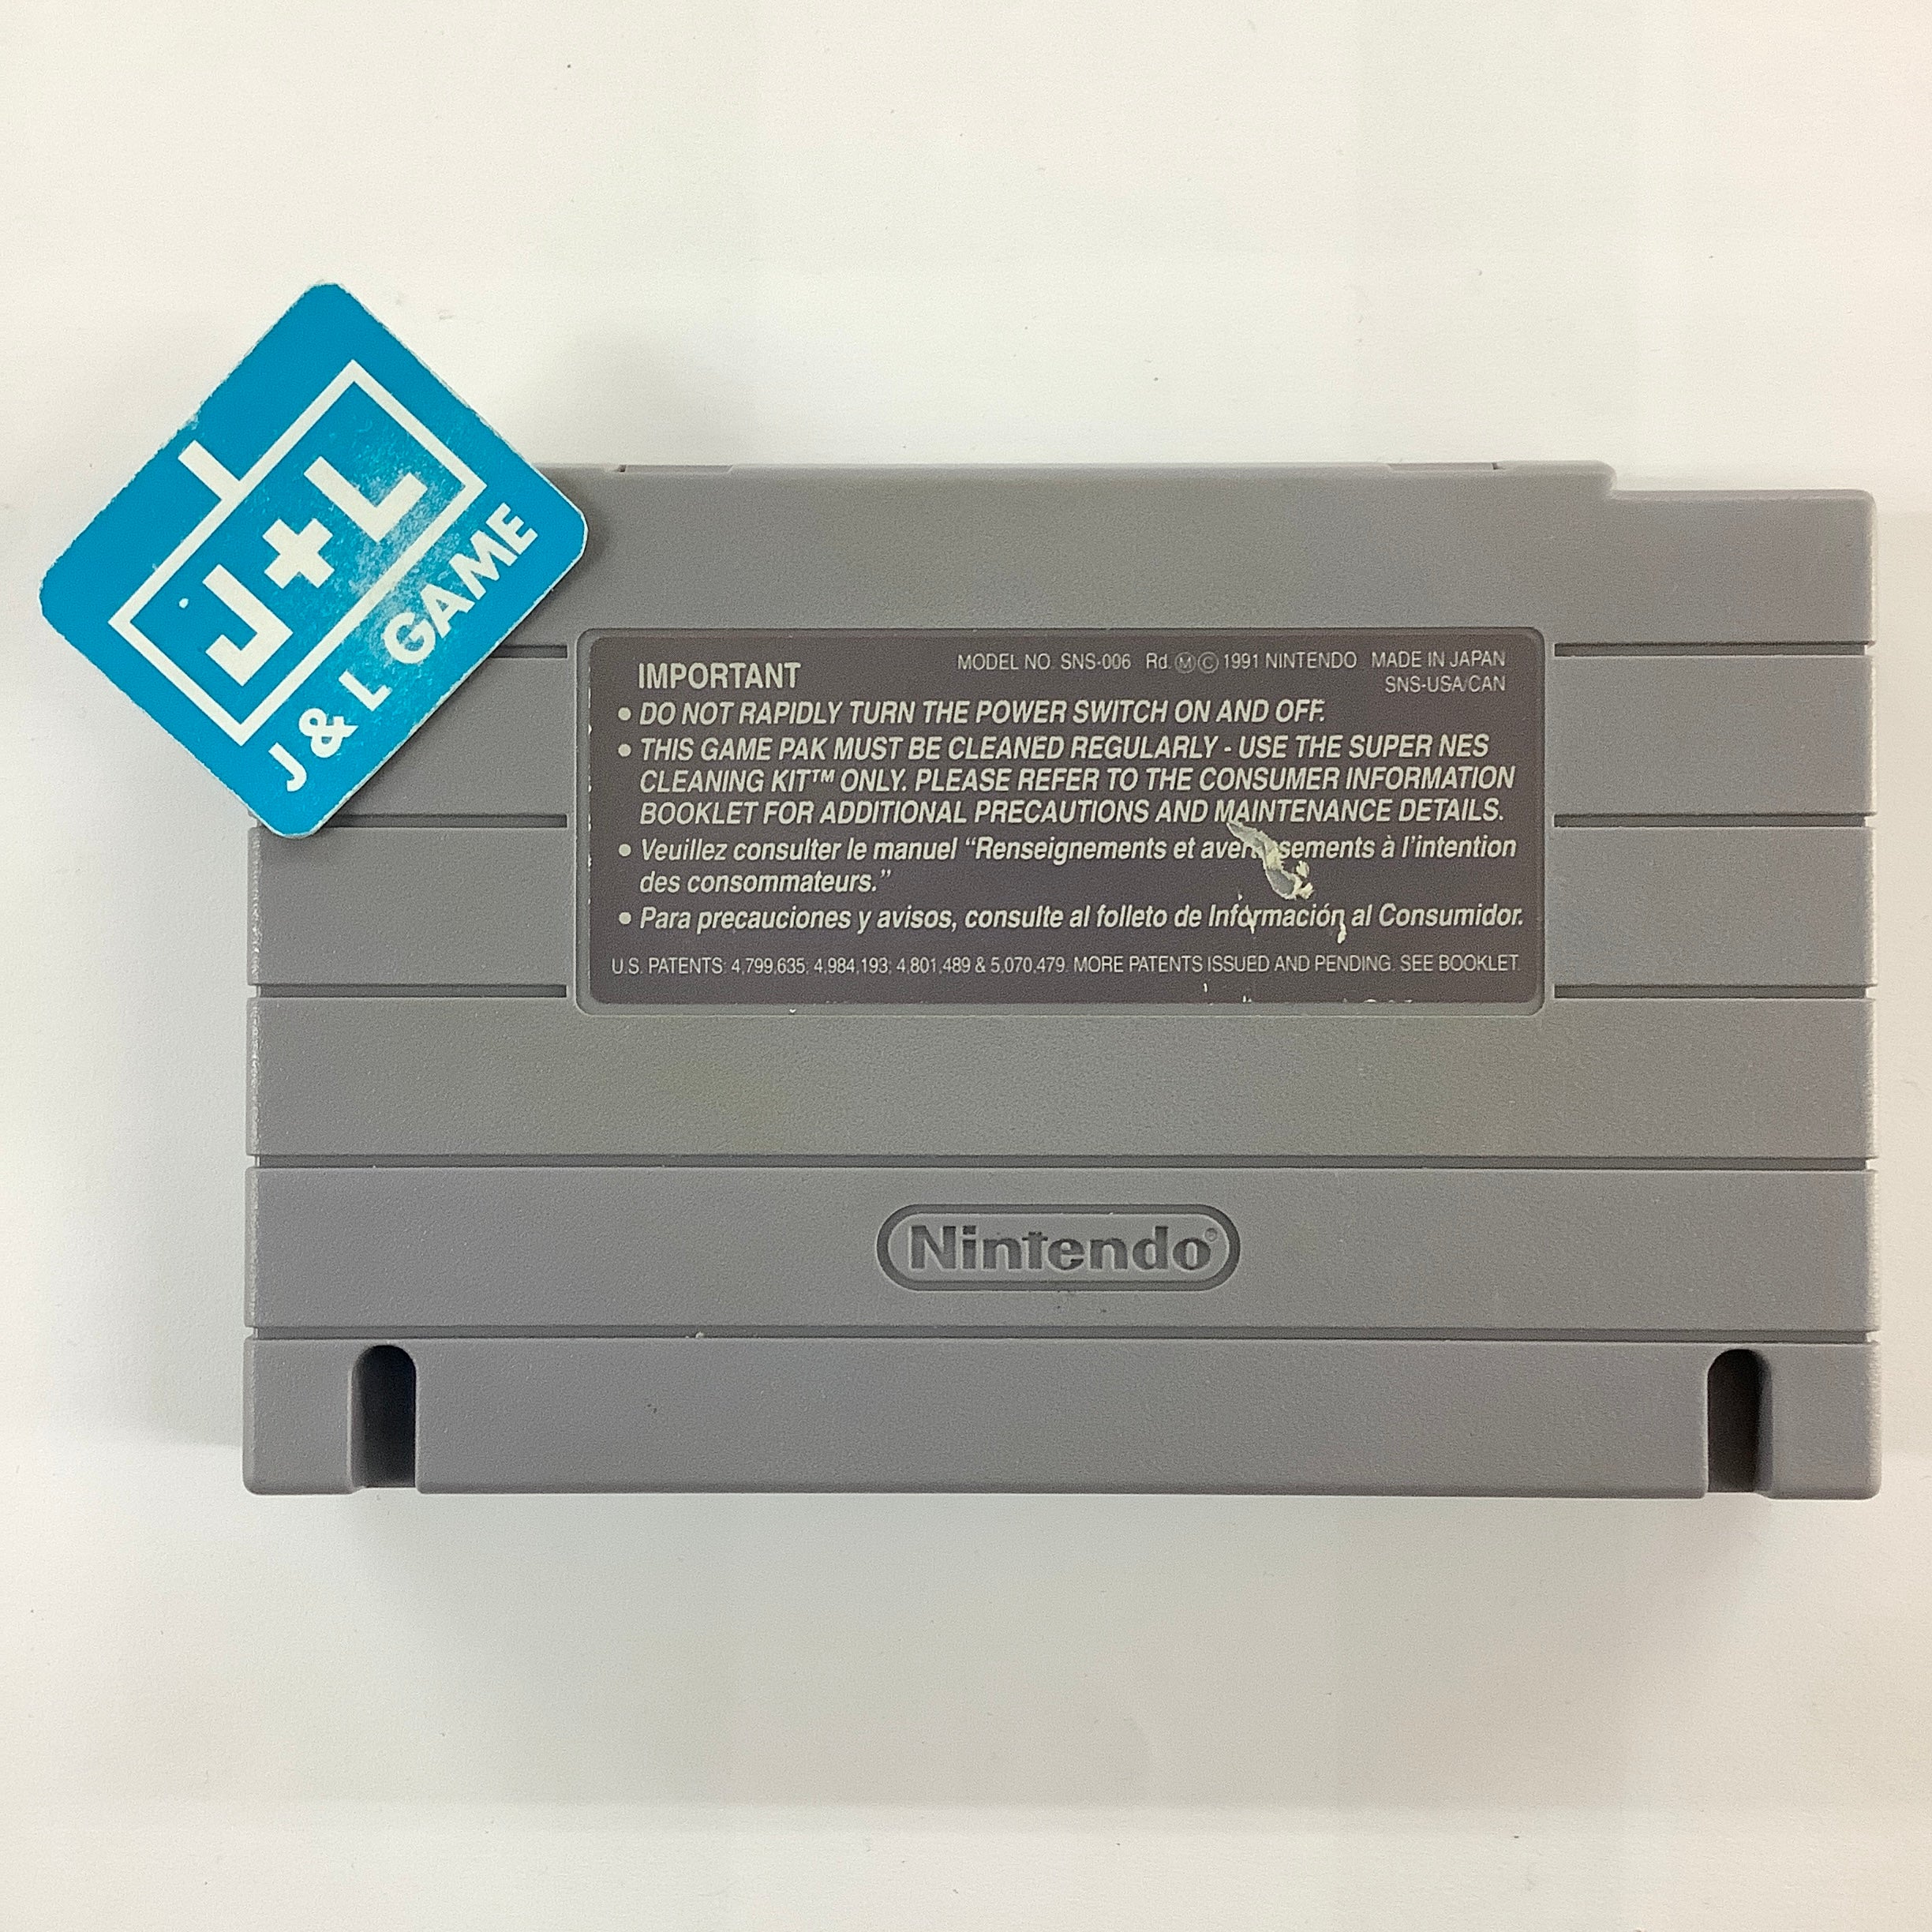 J+L
J & L GAME
IMPORTANT
MODEL NO. SNS-006 Rd.ⓂⒸ1991 NINTENDO MADE IN JAPAN
SNS-USA/CAN
• DO NOT RAPIDLY TURN THE POWER SWITCH ON AND OFF.
• THIS GAME PAK MUST BE CLEANED REGULARLY - USE THE SUPER NES
CLEANING KIT™ ONLY. PLEASE REFER TO THE CONSUMER INFORMATION
BOOKLET FOR ADDITIONAL PRECAUTIONS AND MAINTENANCE DETAILS.
• Veuillez consulter le manuel “Renseignements et avertissements à l’intention
des consommateurs.”
• Para precauciones y avisos, consulte al folleto de Información al Consumidor.
U.S. PATENTS: 4,799,635; 4,984,193; 4,801,489 & 5,070,479. MORE PATENTS ISSUED AND PENDING. SEE BOOKLET.
Nintendo®